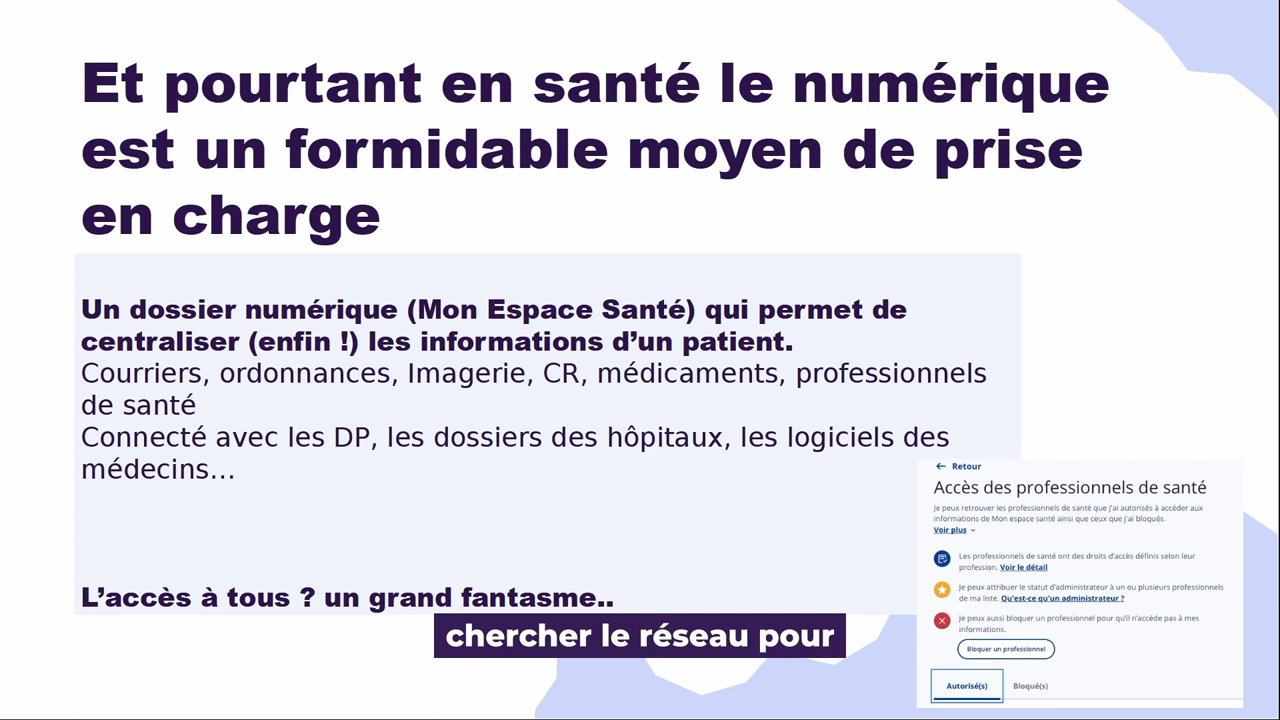 Et pourtant en santé le numérique
est un formidable moyen de prise
en charge
Un dossier numérique (Mon Espace Santé) qui permet de
centraliser (enfin !) les informations d’un patient.
Courriers, ordonnances, Imagerie, CR, médicaments, professionnels
de santé
Connecté avec les DP, les dossiers des hôpitaux, les logiciels des
médecins…
L’accès à tous ? un grand fantasme..
chercher le réseau pour
← Retour
Accès des professionnels de santé
Je peux retrouver les professionnels de santé que j'ai autorisés à accéder aux
informations de Mon espace santé ainsi que ceux que j'ai bloqués.
Voir plus
Les professionnels de santé ont des droits d'accès définis selon leur
profession. Voir le détail
Je peux attribuer le statut d'administrateur à un ou plusieurs professionnels
de ma liste. Qu'est-ce qu'un administrateur ?
Je peux aussi bloquer un professionnel pour qu'il n'accède pas à mes
informations.
Bloquer un professionnel
Autorisé(s) Bloqué(s)